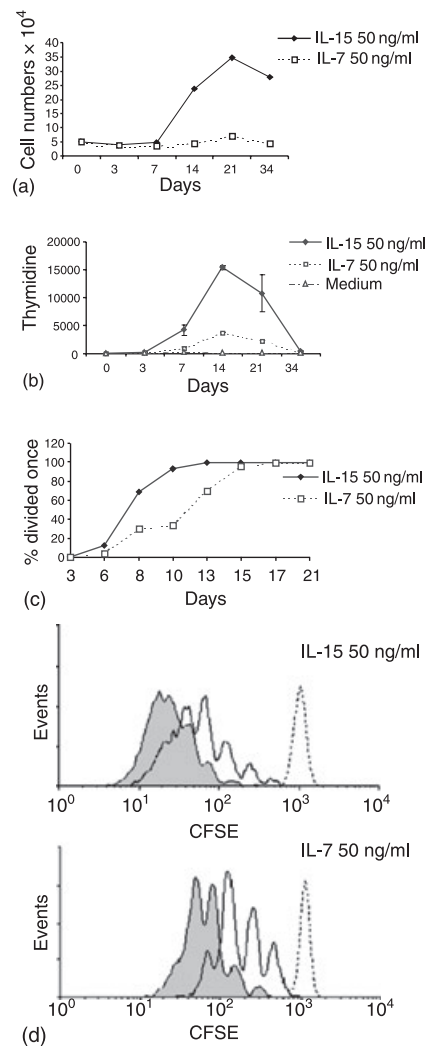 Cell numbers × 10⁴
40
35
30
25
20
15
10
5
0
0 3 7 14 21 34
Days
IL-15 50 ng/ml
IL-7 50 ng/ml
(a)
Thymidine
20000
15000
10000
5000
0
0 3 7 14 21 34
Days
IL-15 50 ng/ml
IL-7 50 ng/ml
Medium
(b)
% divided once
120
100
80
60
40
20
0
3 6 8 10 13 15 17 21
Days
IL-15 50 ng/ml
IL-7 50 ng/ml
(c)
IL-15 50 ng/ml
Events
10⁰ 10¹ 10² 10³ 10⁴
CFSE
IL-7 50 ng/ml
Events
10⁰ 10¹ 10² 10³ 10⁴
CFSE
(d)